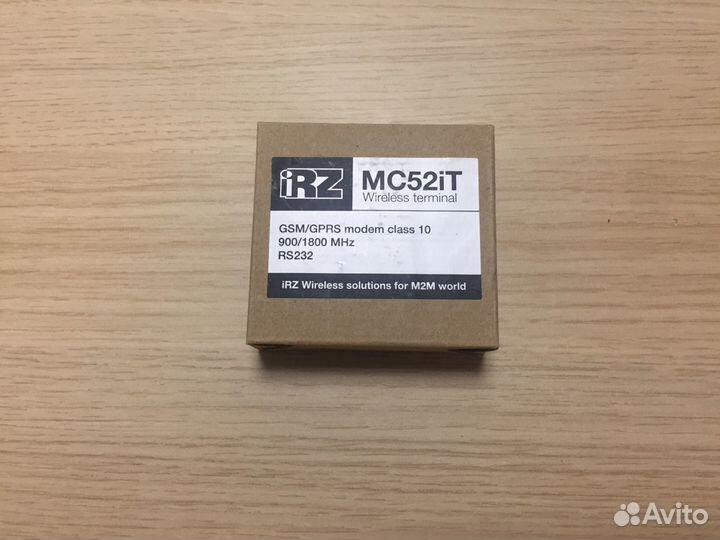 iRZ
MC52iT
Wireless terminal
GSM/GPRS modem class 10
900/1800 MHz
RS232
iRZ Wireless solutions for M2M world
Avito